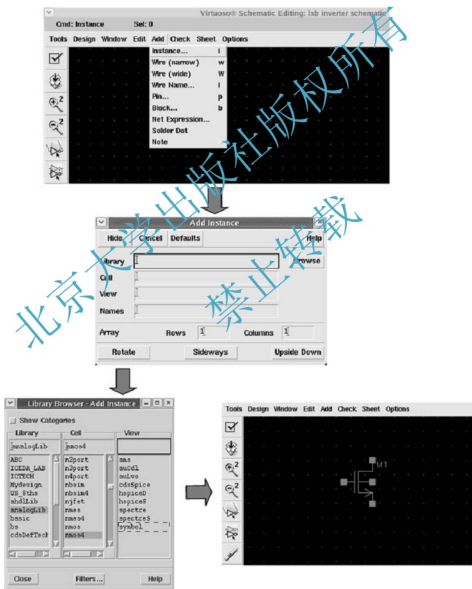 Virtuoso® Schematic Editing: lxb inverter schematic
Cmd: Instance Sel: 0
Tools Design Window Edit Add Check Sheet Options
Instance... i
Wire (narrow) w
Wire (wide) W
Wire Name... l
Pin... p
Block... b
Net Expression...
Solder Dot
Note
Add Instance
Hide Cancel Defaults Help
Library Browse
Cell
View
Names
Array Rows 1 Columns 1
Rotate Sideways Upside Down
Library Browser - Add Instance
Show Categories
Library Cell View
analogLib nmos4
ABC n2port ams
ICEDA_LAB n4port auCdl
ICTECH nport auLvs
Mydesign nbsim cdsSpice
US_8ths nbsim4 hspiceD
ahdlLib njfet hspiceS
analogLib nmes spectre
basic nmes4 spectreS
bs nmos symbol
cdsDefTech nmos4
Close Filters... Help
Tools Design Window Edit Add Check Sheet Options
M1
北京大学出版社版权所有
禁止转载